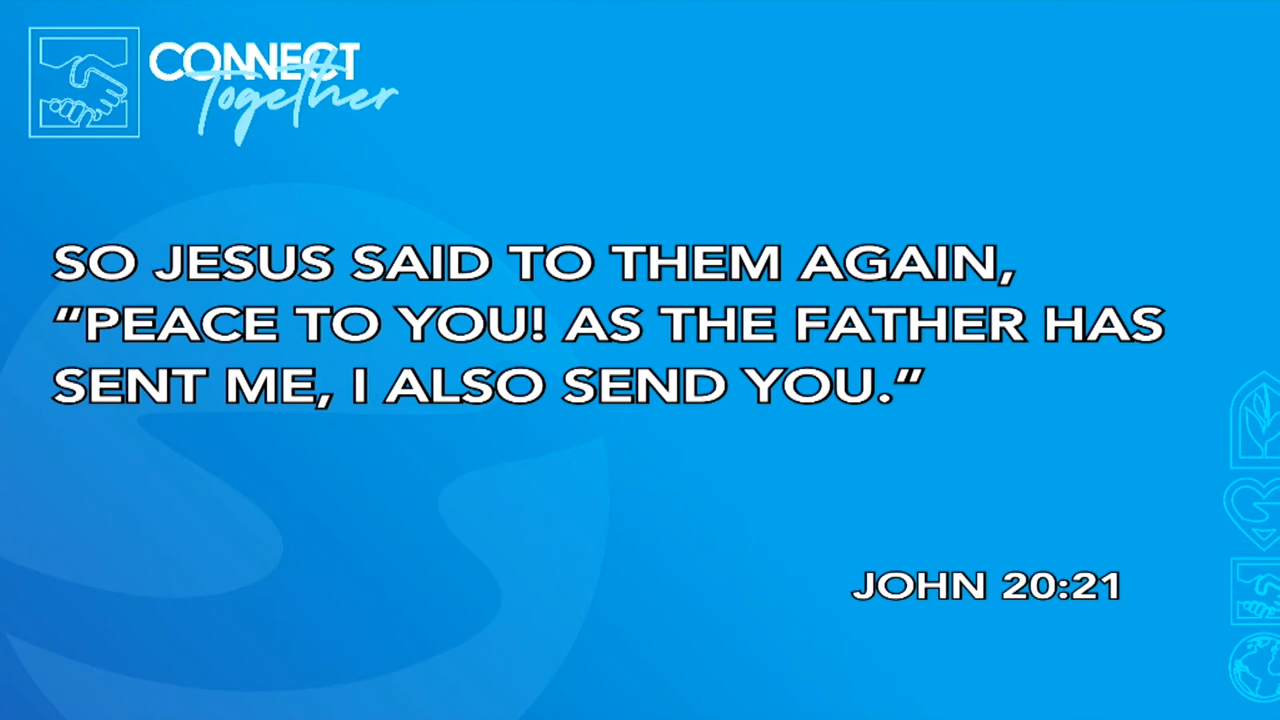 CONNECT
Together
SO JESUS SAID TO THEM AGAIN,
“PEACE TO YOU! AS THE FATHER HAS
SENT ME, I ALSO SEND YOU.“
JOHN 20:21